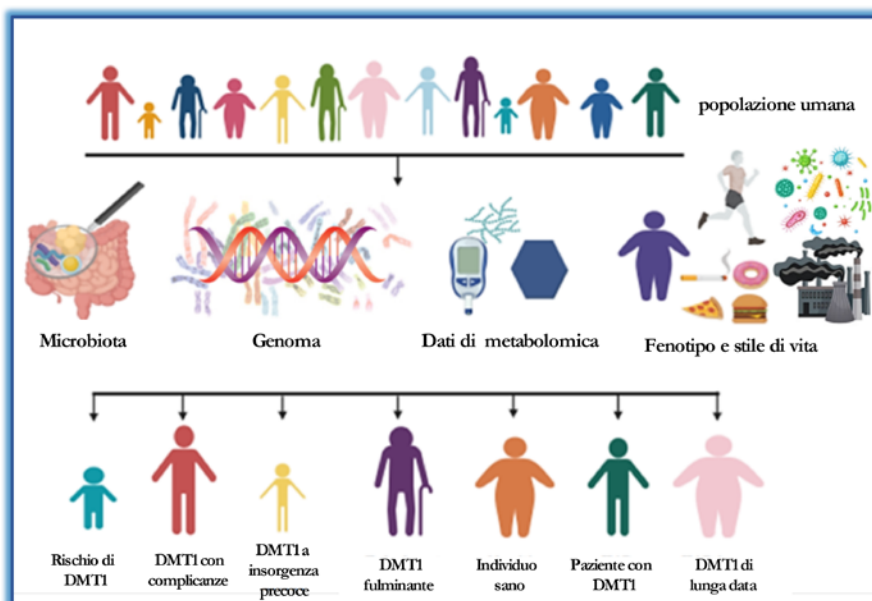 popolazione umana
Microbiota
Genoma
Dati di metabolomica
Fenotipo e stile di vita
Rischio di
DMT1
DMT1 con
complicanze
DMT1 a
insorgenza
precoce
DMT1
fulminante
Individuo
sano
Paziente con
DMT1
DMT1 di
lunga data